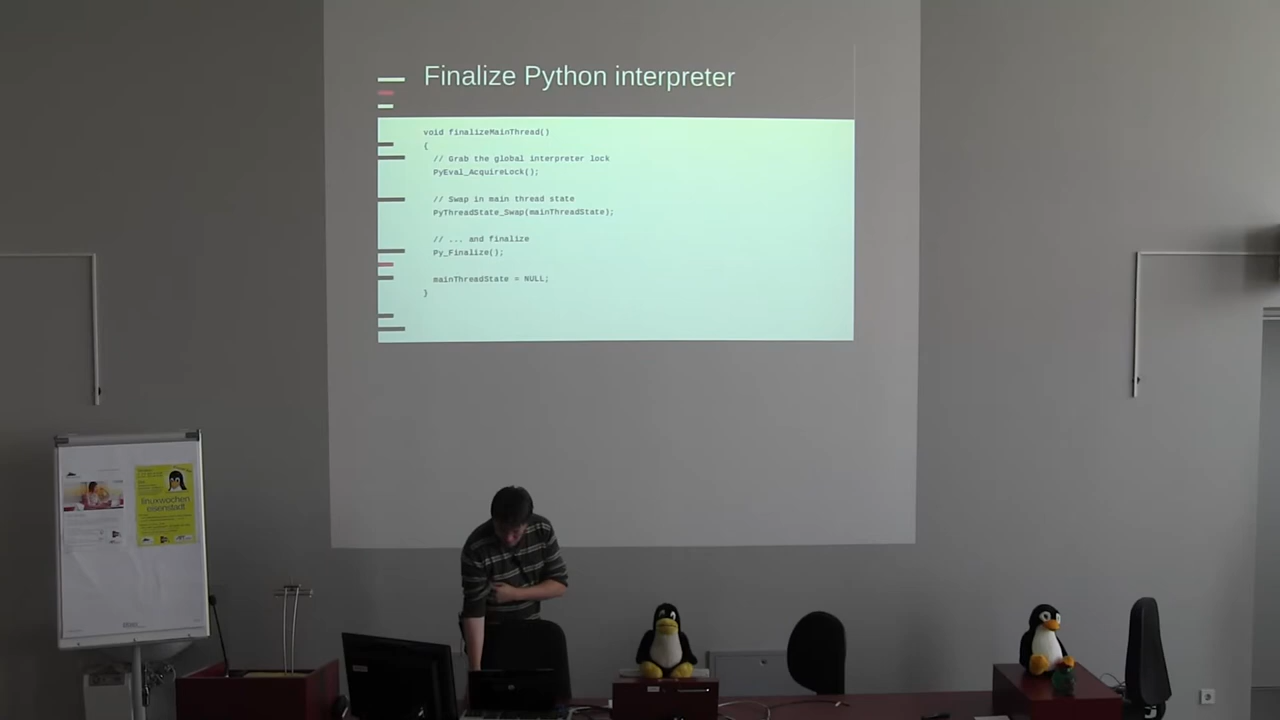 Finalize Python interpreter
void finalizeMainThread()
{
// Grab the global interpreter lock
PyEval_AcquireLock();
// Swap in main thread state
PyThreadState_Swap(mainThreadState);
// ... and finalize
Py_Finalize();
mainThreadState = NULL;
}
linuxwochen
eisenstadt